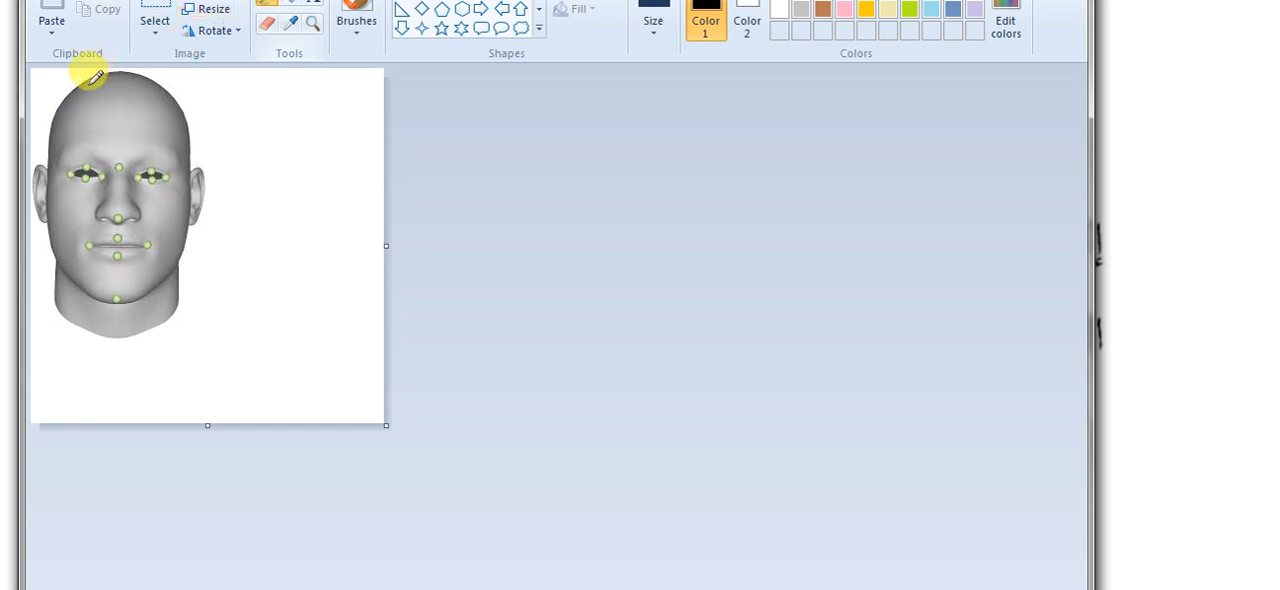 Paste
Copy
Select
Resize
Rotate
Brushes
Fill
Size
Color
1
Color
2
Edit
colors
Clipboard
Image
Tools
Shapes
Colors